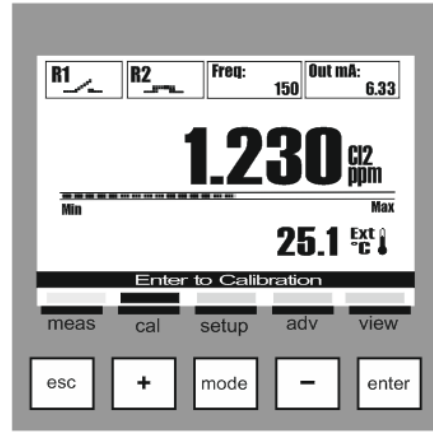 R1 R2 Freq: 150 Out mA: 6.33
1.230 Cl2 ppm
Min Max
25.1 Ext °C
Enter to Calibration
meas cal setup adv view
esc + mode – enter